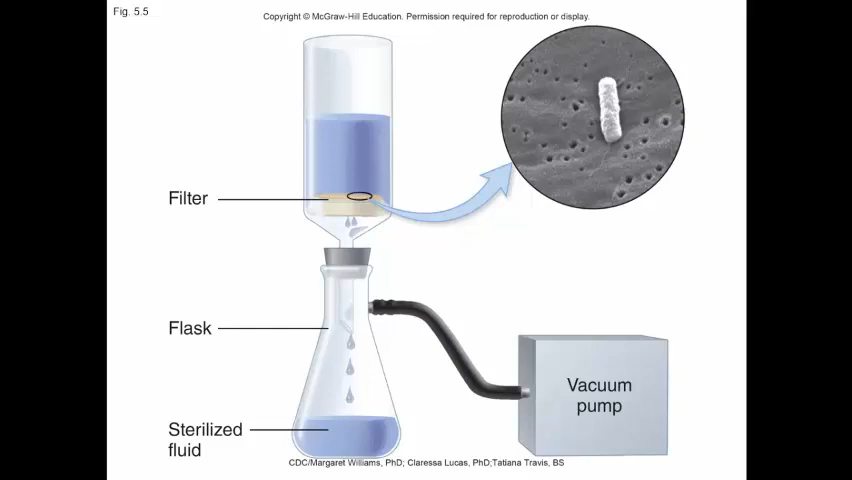 Fig. 5.5
Copyright © McGraw-Hill Education. Permission required for reproduction or display.
Filter
Flask
Vacuum
pump
Sterilized
fluid
CDC/Margaret Williams, PhD; Claressa Lucas, PhD;Tatiana Travis, BS